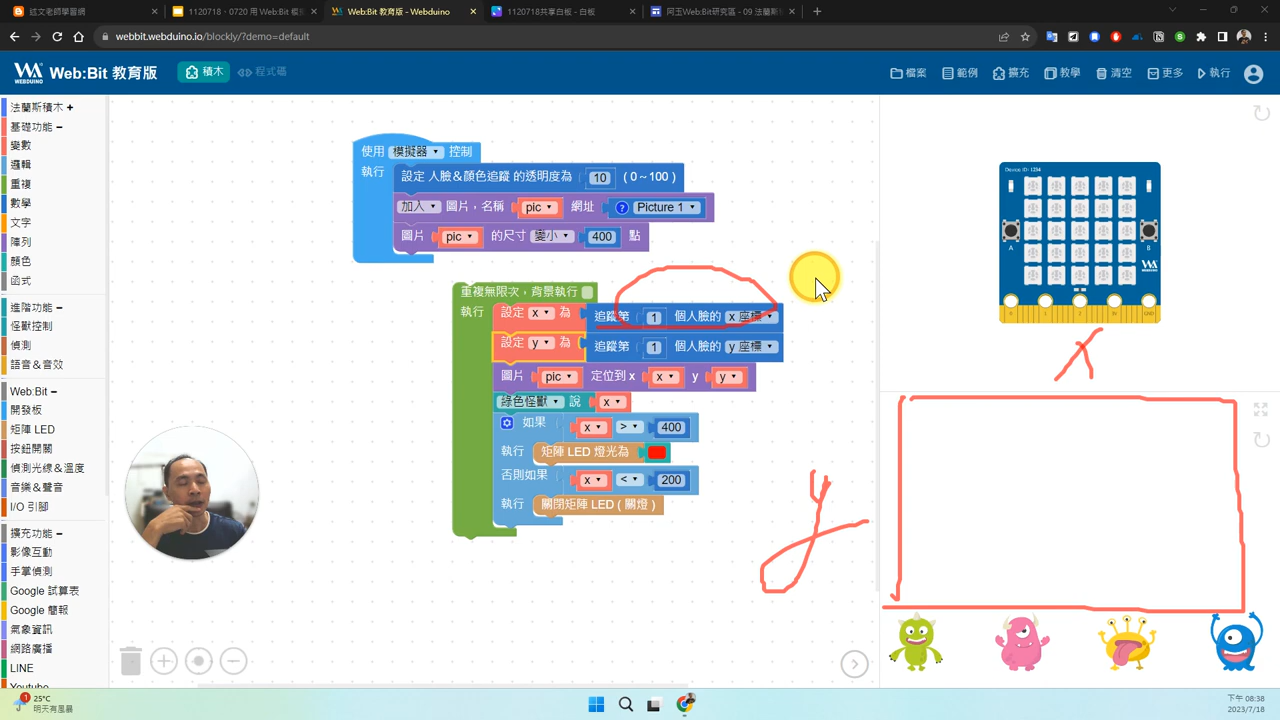 述文老師學習網
1120718 - 0720 用 Web:Bit 模
Web:Bit 教育版 - Webduino
1120718共享白板 - 白板
阿玉Web:Bit研究區 - 09 法蘭斯
webbit.webduino.io/blockly/?demo=default
WEBDUINO
Web:Bit 教育版
積木
程式碼
檔案
範例
擴充
教學
清空
更多
執行
法蘭斯積木 +
基礎功能 −
變數
邏輯
重複
數學
文字
陣列
顏色
函式
進階功能 −
怪獸控制
偵測
語音&音效
Web:Bit −
開發板
矩陣 LED
按鈕開關
偵測光線&溫度
音樂&聲音
I/O 引腳
擴充功能 −
影像互動
手掌偵測
Google 試算表
Google 簡報
氣象資訊
網路廣播
LINE
Youtube
使用 模擬器 控制
執行
設定 人臉&顏色追蹤 的透明度為 10 ( 0~100 )
加入 圖片,名稱 pic 網址 ? Picture 1
圖片 pic 的尺寸 變小 400 點
重複無限次,背景執行
執行
設定 x 為 追蹤第 1 個人臉的 x 座標
設定 y 為 追蹤第 1 個人臉的 y 座標
圖片 pic 定位到 x x y y
綠色怪獸 說 x
如果 x > 400
執行 矩陣 LED 燈光為
否則如果 x < 200
執行 關閉矩陣 LED ( 關燈 )
Device ID: 1234
A
B
x
y
25°C
明天有風暴
下午 08:38
2023/7/18